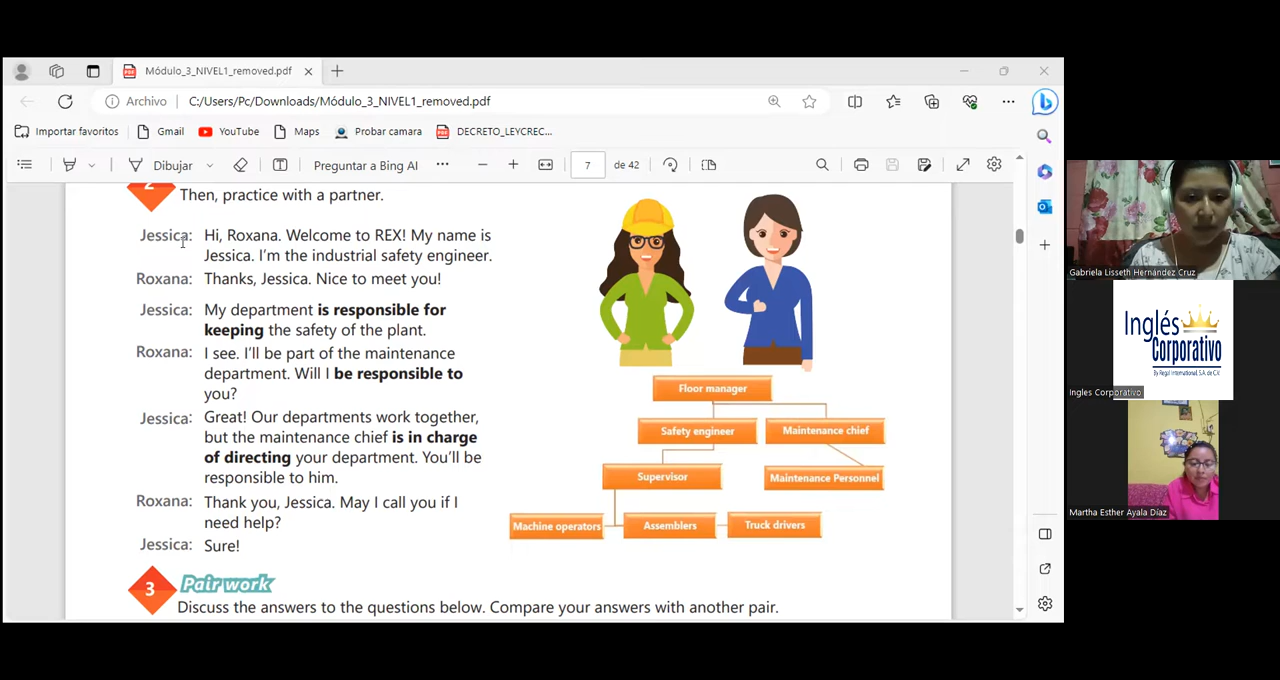 Módulo_3_NIVEL1_removed.pdf
Archivo
C:/Users/Pc/Downloads/Módulo_3_NIVEL1_removed.pdf
Importar favoritos
Gmail
YouTube
Maps
Probar camara
DECRETO_LEYCREC...
Dibujar
Preguntar a Bing AI
7
de 42
2
Then, practice with a partner.
Jessica: Hi, Roxana. Welcome to REX! My name is
Jessica. I'm the industrial safety engineer.
Roxana: Thanks, Jessica. Nice to meet you!
Jessica: My department is responsible for
keeping the safety of the plant.
Roxana: I see. I'll be part of the maintenance
department. Will I be responsible to
you?
Jessica: Great! Our departments work together,
but the maintenance chief is in charge
of directing your department. You'll be
responsible to him.
Roxana: Thank you, Jessica. May I call you if I
need help?
Jessica: Sure!
Floor manager
Safety engineer
Maintenance chief
Supervisor
Maintenance Personnel
Machine operators
Assemblers
Truck drivers
3
Pair work
Discuss the answers to the questions below. Compare your answers with another pair.
Gabriela Lisseth Hernández Cruz
Inglés
Corporativo
By Regal International, S.A. de C.V.
Ingles Corporativo
Martha Esther Ayala Díaz